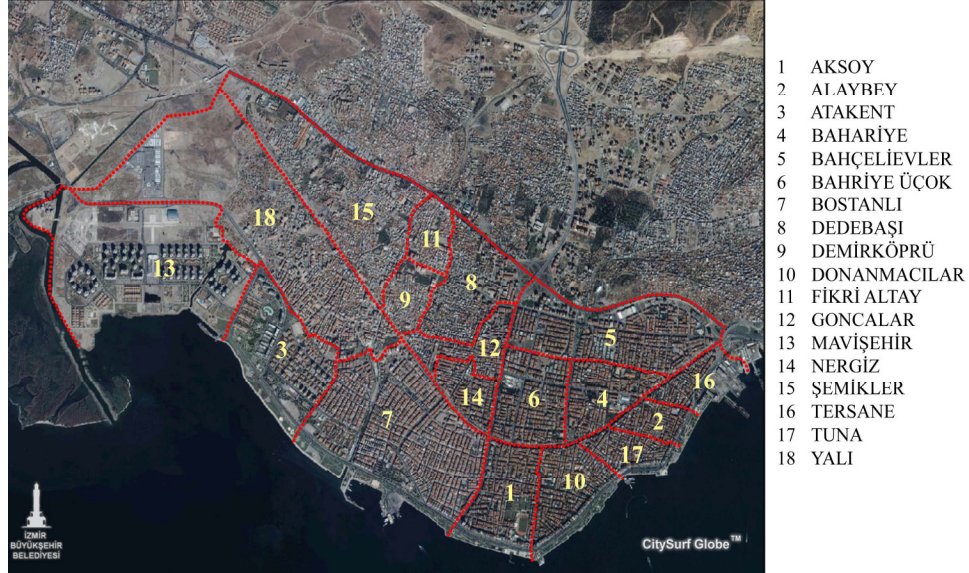 18
15
11
13
8
9
5
3
12
16
14
6
4
7
2
17
10
1
İZMİR
BÜYÜKŞEHİR
BELEDİYESİ
CitySurf Globe™
1 AKSOY
2 ALAYBEY
3 ATAKENT
4 BAHARİYE
5 BAHÇELİEVLER
6 BAHRİYE ÜÇOK
7 BOSTANLI
8 DEDEBAŞI
9 DEMİRKÖPRÜ
10 DONANMACILAR
11 FİKRİ ALTAY
12 GONCALAR
13 MAVİŞEHİR
14 NERGİZ
15 ŞEMİKLER
16 TERSANE
17 TUNA
18 YALI